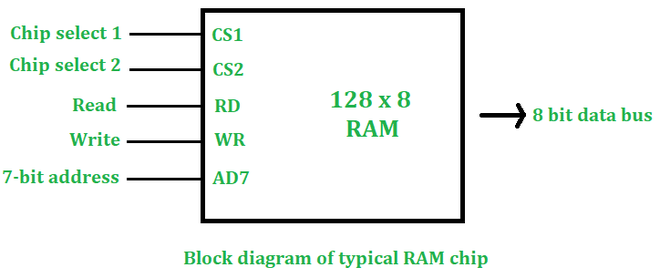 Chip select 1
CS1
Chip select 2
CS2
128 x 8
RAM
Read
RD
8 bit data bus
Write
WR
7-bit address
AD7
Block diagram of typical RAM chip